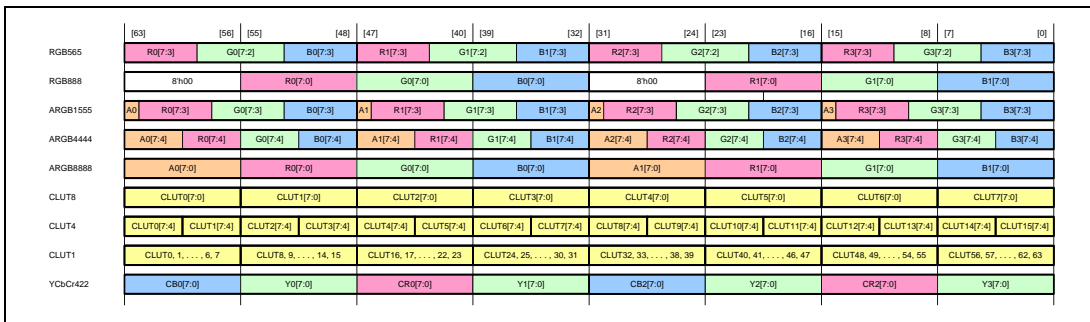 [63] [56] [55] [48] [47] [40] [39] [32] [31] [24] [23] [16] [15] [8] [7] [0]
RGB565 R0[7:3] G0[7:2] B0[7:3] R1[7:3] G1[7:2] B1[7:3] R2[7:3] G2[7:2] B2[7:3] R3[7:3] G3[7:2] B3[7:3]
RGB888 8'h00 R0[7:0] G0[7:0] B0[7:0] 8'h00 R1[7:0] G1[7:0] B1[7:0]
ARGB1555 A0 R0[7:3] G0[7:3] B0[7:3] A1 R1[7:3] G1[7:3] B1[7:3] A2 R2[7:3] G2[7:3] B2[7:3] A3 R3[7:3] G3[7:3] B3[7:3]
ARGB4444 A0[7:4] R0[7:4] G0[7:4] B0[7:4] A1[7:4] R1[7:4] G1[7:4] B1[7:4] A2[7:4] R2[7:4] G2[7:4] B2[7:4] A3[7:4] R3[7:4] G3[7:4] B3[7:4]
ARGB8888 A0[7:0] R0[7:0] G0[7:0] B0[7:0] A1[7:0] R1[7:0] G1[7:0] B1[7:0]
CLUT8 CLUT0[7:0] CLUT1[7:0] CLUT2[7:0] CLUT3[7:0] CLUT4[7:0] CLUT5[7:0] CLUT6[7:0] CLUT7[7:0]
CLUT4 CLUT0[7:4] CLUT1[7:4] CLUT2[7:4] CLUT3[7:4] CLUT4[7:4] CLUT5[7:4] CLUT6[7:4] CLUT7[7:4] CLUT8[7:4] CLUT9[7:4] CLUT10[7:4] CLUT11[7:4] CLUT12[7:4] CLUT13[7:4] CLUT14[7:4] CLUT15[7:4]
CLUT1 CLUT0, 1, . . . , 6, 7 CLUT8, 9, . . . , 14, 15 CLUT16, 17, . . . , 22, 23 CLUT24, 25, . . . , 30, 31 CLUT32, 33, . . . , 38, 39 CLUT40, 41, . . . , 46, 47 CLUT48, 49, . . . , 54, 55 CLUT56, 57, . . . , 62, 63
YCbCr422 CB0[7:0] Y0[7:0] CR0[7:0] Y1[7:0] CB2[7:0] Y2[7:0] CR2[7:0] Y3[7:0]